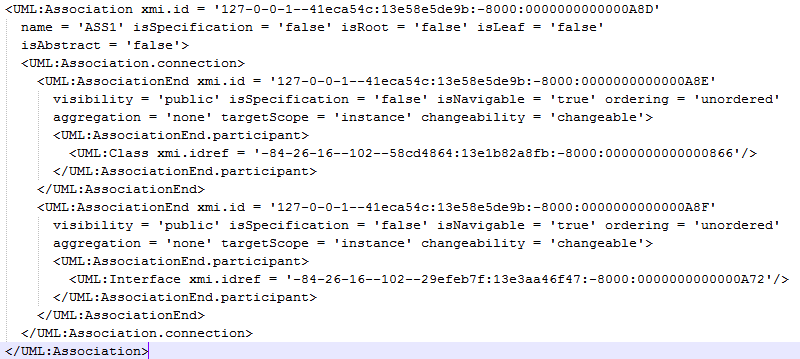 <UML:Association xmi.id = '127-0-0-1--41eca54c:13e58e5de9b:-8000:0000000000000A8D'
name = 'ASS1' isSpecification = 'false' isRoot = 'false' isLeaf = 'false'
isAbstract = 'false'>
<UML:Association.connection>
<UML:AssociationEnd xmi.id = '127-0-0-1--41eca54c:13e58e5de9b:-8000:0000000000000A8E'
visibility = 'public' isSpecification = 'false' isNavigable = 'true' ordering = 'unordered'
aggregation = 'none' targetScope = 'instance' changeability = 'changeable'>
<UML:AssociationEnd.participant>
<UML:Class xmi.idref = '-84-26-16--102--58cd4864:13e1b82a8fb:-8000:0000000000000866'/>
</UML:AssociationEnd.participant>
</UML:AssociationEnd>
<UML:AssociationEnd xmi.id = '127-0-0-1--41eca54c:13e58e5de9b:-8000:0000000000000A8F'
visibility = 'public' isSpecification = 'false' isNavigable = 'true' ordering = 'unordered'
aggregation = 'none' targetScope = 'instance' changeability = 'changeable'>
<UML:AssociationEnd.participant>
<UML:Interface xmi.idref = '-84-26-16--102--29efeb7f:13e3aa46f47:-8000:0000000000000A72'/>
</UML:AssociationEnd.participant>
</UML:AssociationEnd>
</UML:Association.connection>
</UML:Association>